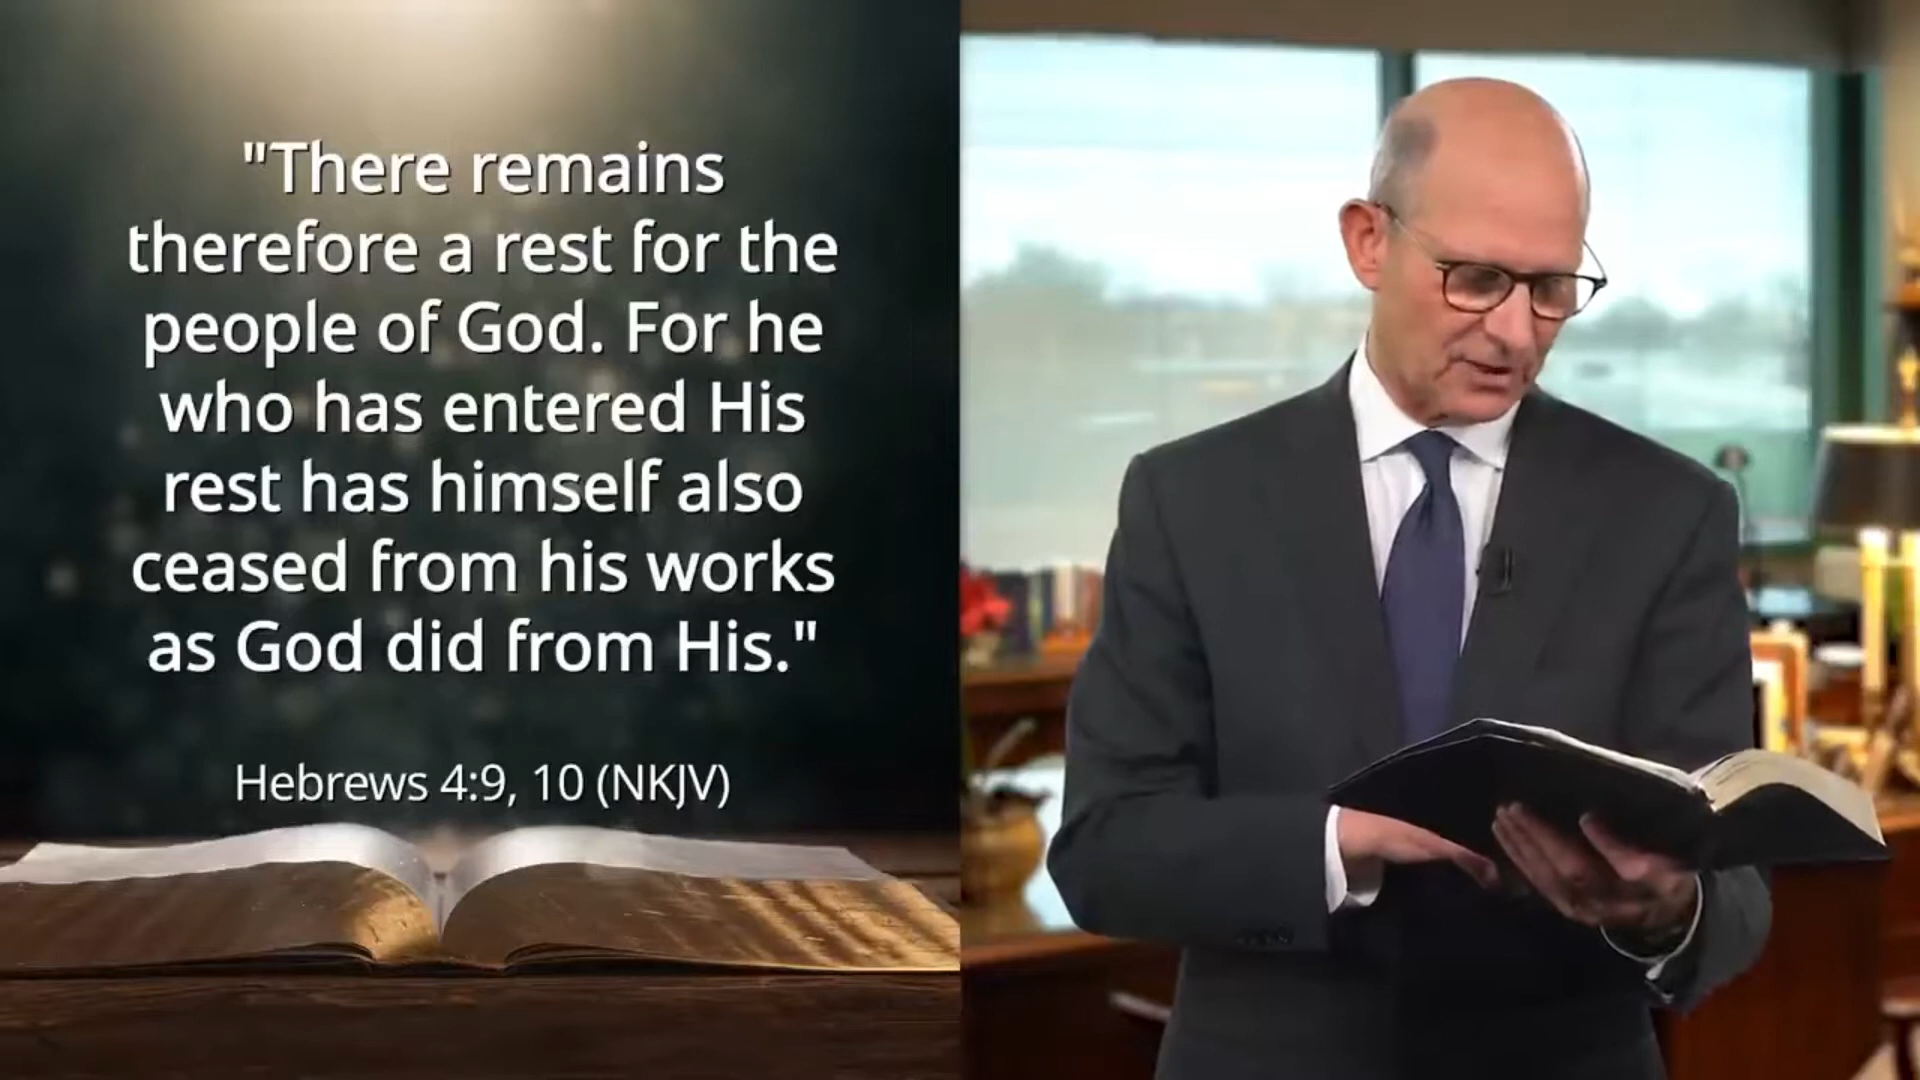 "There remains
therefore a rest for the
people of God. For he
who has entered His
rest has himself also
ceased from his works
as God did from His."
Hebrews 4:9, 10 (NKJV)